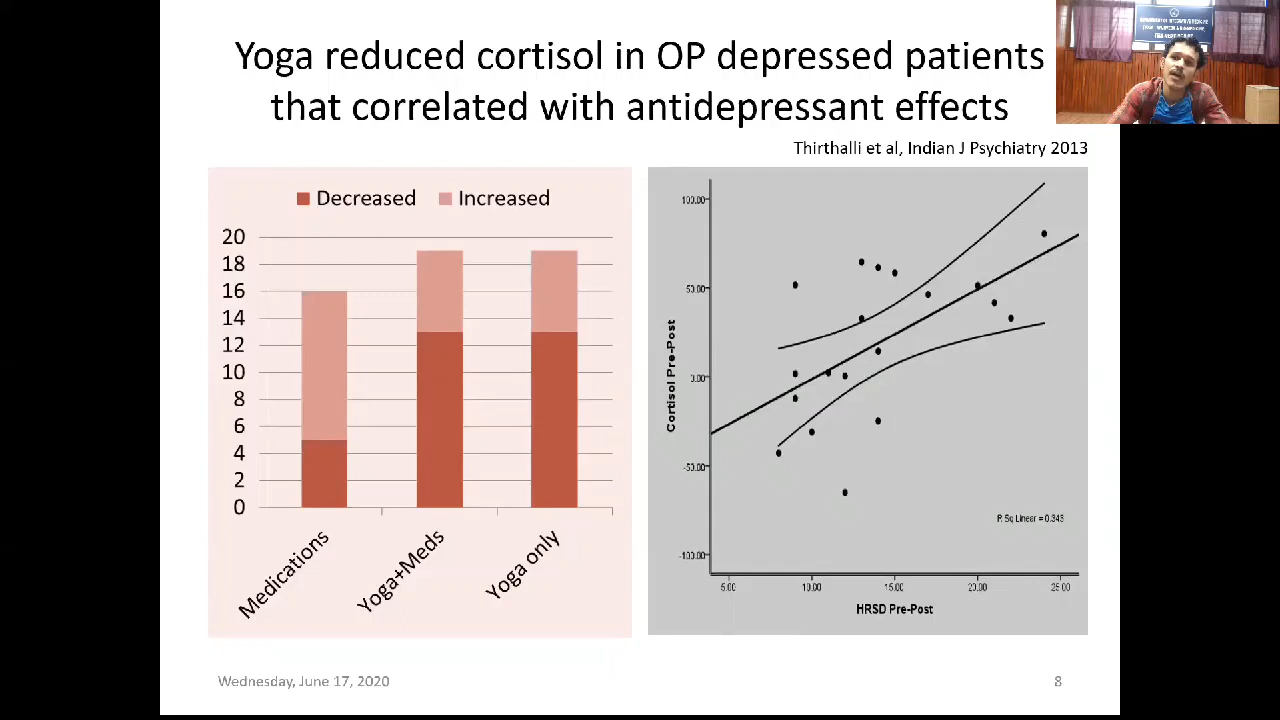 Yoga reduced cortisol in OP depressed patients
that correlated with antidepressant effects
Thirthalli et al, Indian J Psychiatry 2013
Decreased Increased
20
18
16
14
12
10
8
6
4
2
0
Medications
Yoga+Meds
Yoga only
100.00
50.00
0.00
-50.00
-100.00
Cortisol Pre-Post
R Sq Linear = 0.343
5.00 10.00 15.00 20.00 25.00
HRSD Pre-Post
Wednesday, June 17, 2020
8